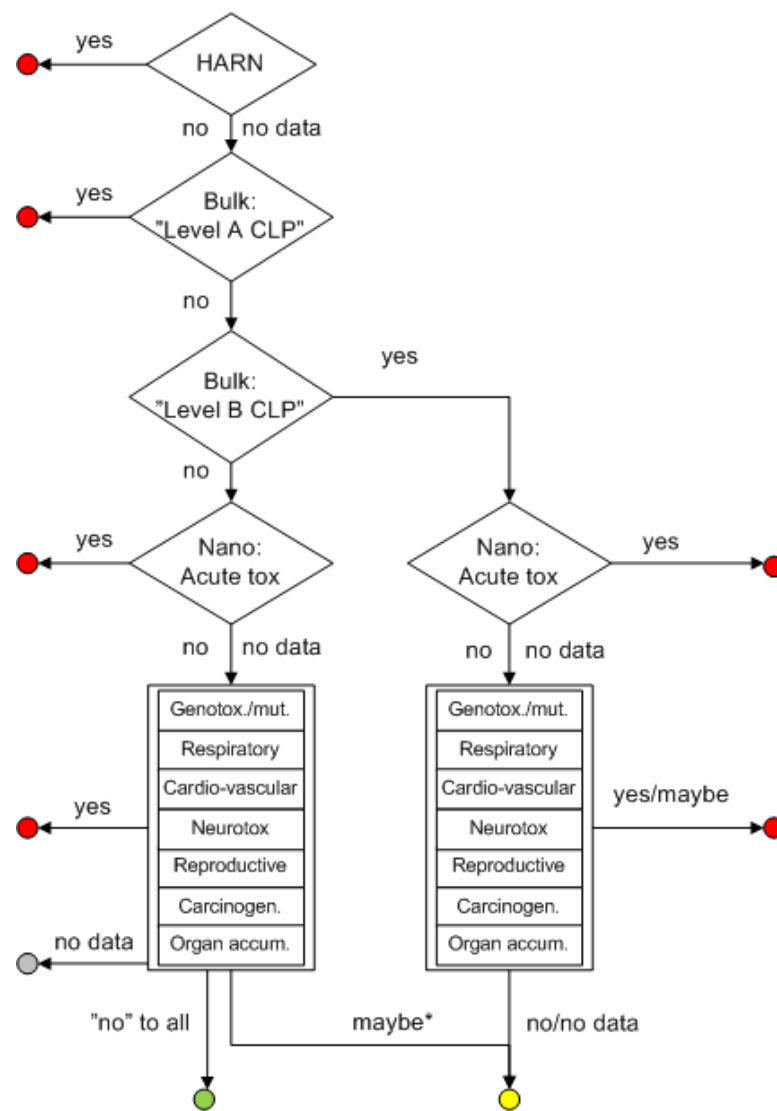 yes
HARN
no
no data
yes
Bulk:
"Level A CLP"
no
yes
Bulk:
"Level B CLP"
no
yes
Nano:
Acute tox
Nano:
Acute tox
yes
no
no data
no
no data
Genotox./mut.
Respiratory
Cardio-vascular
Neurotox
Reproductive
Carcinogen.
Organ accum.
yes
no data
Genotox./mut.
Respiratory
Cardio-vascular
Neurotox
Reproductive
Carcinogen.
Organ accum.
yes/maybe
"no" to all
maybe*
no/no data